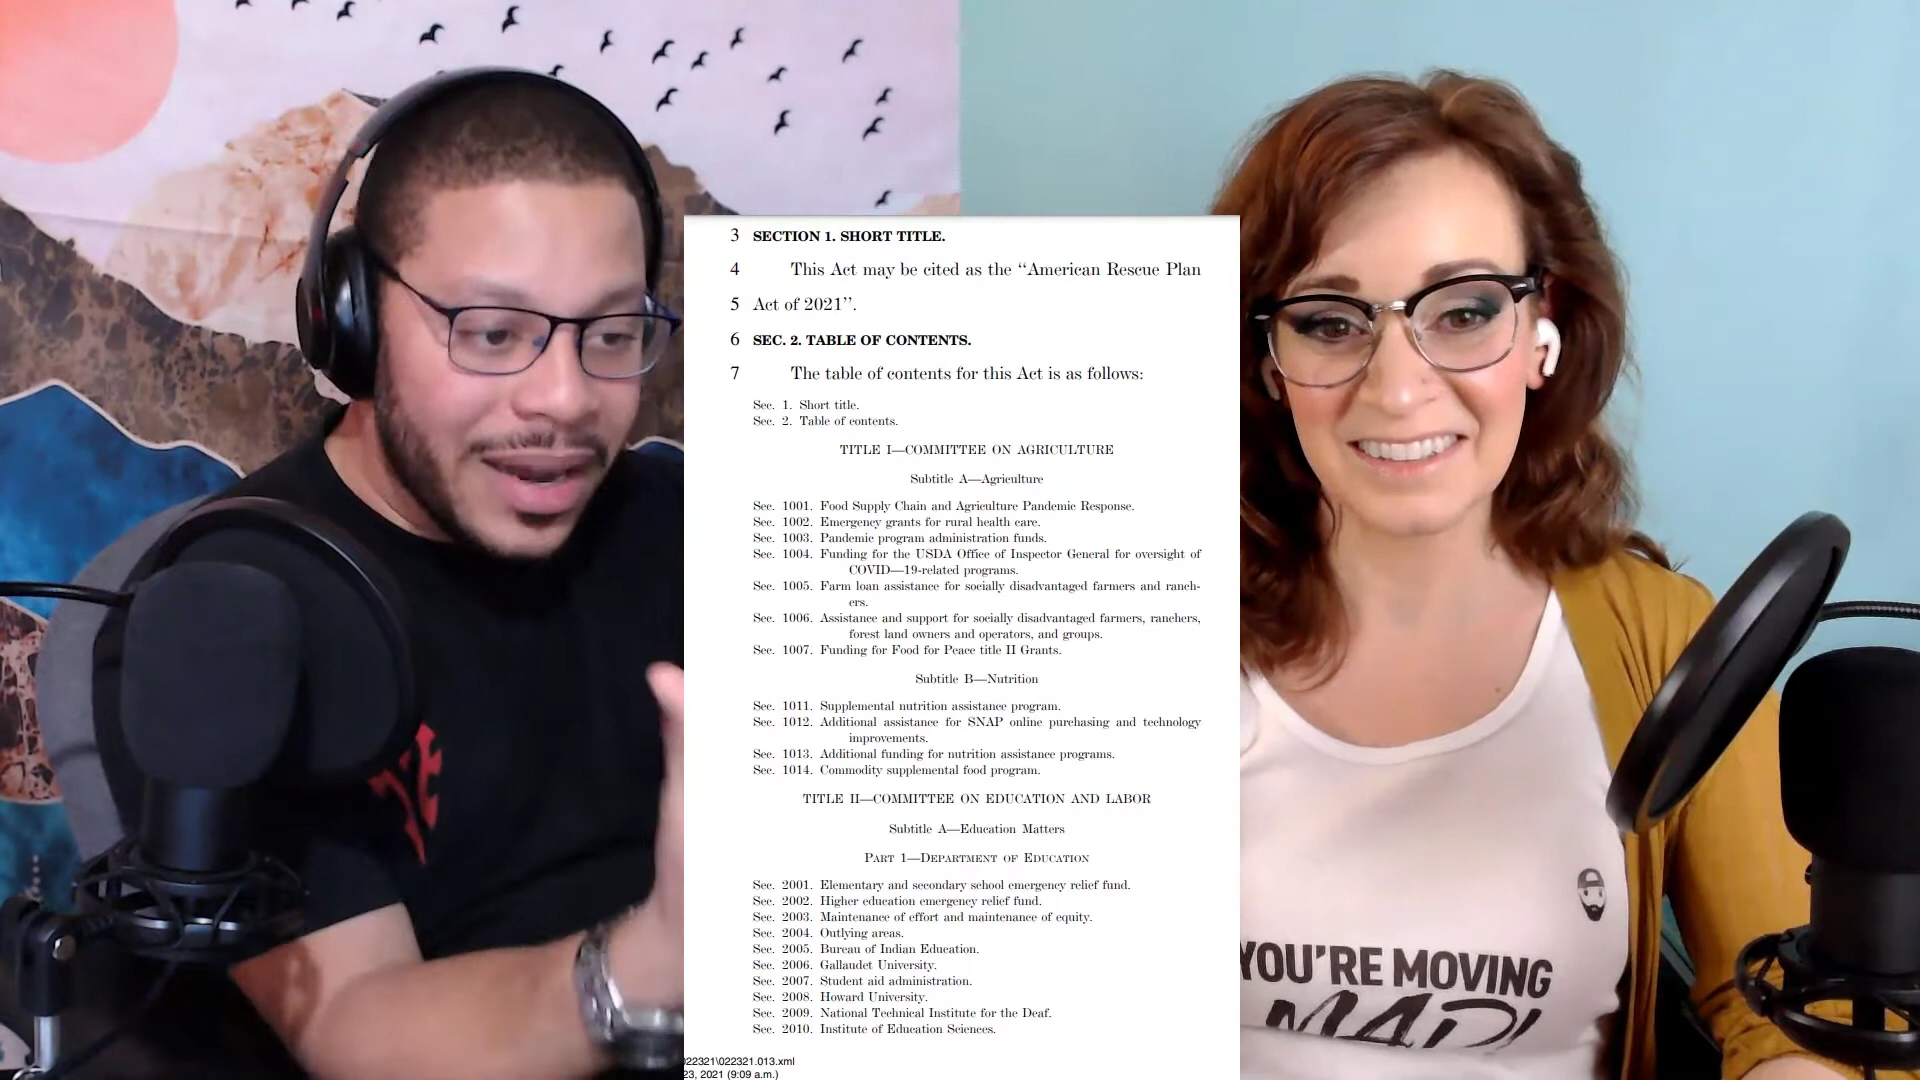 3 SECTION 1. SHORT TITLE.
4 This Act may be cited as the “American Rescue Plan
5 Act of 2021”.
6 SEC. 2. TABLE OF CONTENTS.
7 The table of contents for this Act is as follows:
Sec. 1. Short title.
Sec. 2. Table of contents.
TITLE I—COMMITTEE ON AGRICULTURE
Subtitle A—Agriculture
Sec. 1001. Food Supply Chain and Agriculture Pandemic Response.
Sec. 1002. Emergency grants for rural health care.
Sec. 1003. Pandemic program administration funds.
Sec. 1004. Funding for the USDA Office of Inspector General for oversight of
COVID—19-related programs.
Sec. 1005. Farm loan assistance for socially disadvantaged farmers and ranch-
ers.
Sec. 1006. Assistance and support for socially disadvantaged farmers, ranchers,
forest land owners and operators, and groups.
Sec. 1007. Funding for Food for Peace title II Grants.
Subtitle B—Nutrition
Sec. 1011. Supplemental nutrition assistance program.
Sec. 1012. Additional assistance for SNAP online purchasing and technology
improvements.
Sec. 1013. Additional funding for nutrition assistance programs.
Sec. 1014. Commodity supplemental food program.
TITLE II—COMMITTEE ON EDUCATION AND LABOR
Subtitle A—Education Matters
PART 1—DEPARTMENT OF EDUCATION
Sec. 2001. Elementary and secondary school emergency relief fund.
Sec. 2002. Higher education emergency relief fund.
Sec. 2003. Maintenance of effort and maintenance of equity.
Sec. 2004. Outlying areas.
Sec. 2005. Bureau of Indian Education.
Sec. 2006. Gallaudet University.
Sec. 2007. Student aid administration.
Sec. 2008. Howard University.
Sec. 2009. National Technical Institute for the Deaf.
Sec. 2010. Institute of Education Sciences.
022321\022321.013.xml
23, 2021 (9:09 a.m.)
YOU'RE MOVING
MAD!